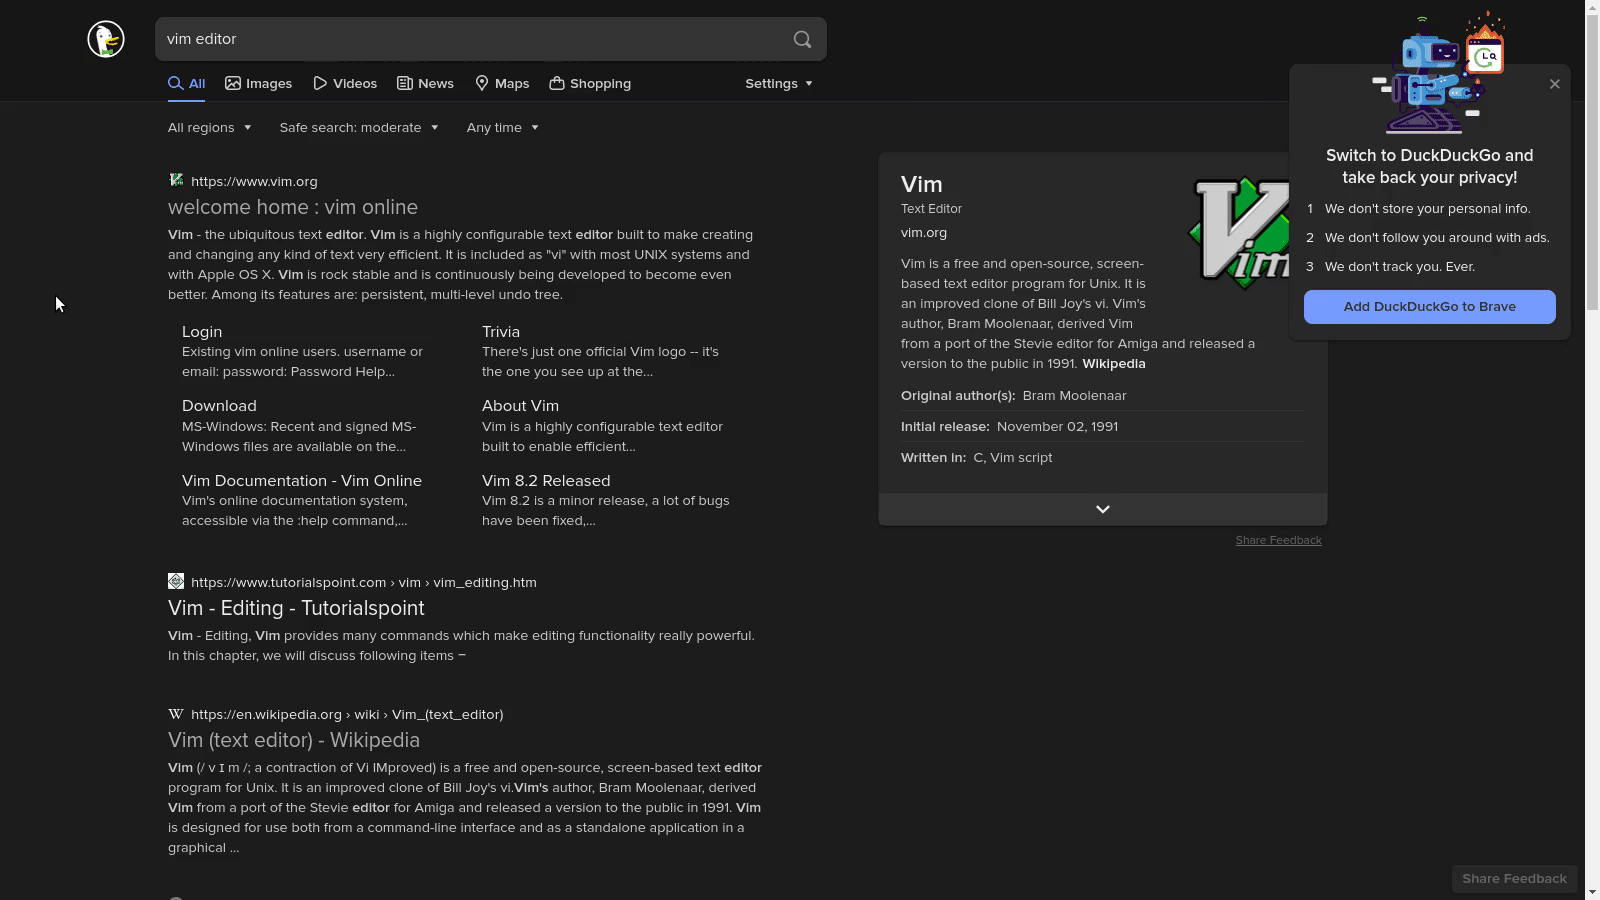 vim editor
All
Images
Videos
News
Maps
Shopping
Settings
All regions
Safe search: moderate
Any time
https://www.vim.org
welcome home : vim online
Vim - the ubiquitous text editor. Vim is a highly configurable text editor built to make creating
and changing any kind of text very efficient. It is included as "vi" with most UNIX systems and
with Apple OS X. Vim is rock stable and is continuously being developed to become even
better. Among its features are: persistent, multi-level undo tree.
Login
Existing vim online users. username or
email: password: Password Help...
Trivia
There's just one official Vim logo -- it's
the one you see up at the...
Download
MS-Windows: Recent and signed MS-
Windows files are available on the...
About Vim
Vim is a highly configurable text editor
built to enable efficient...
Vim Documentation - Vim Online
Vim's online documentation system,
accessible via the :help command,...
Vim 8.2 Released
Vim 8.2 is a minor release, a lot of bugs
have been fixed,...
https://www.tutorialspoint.com › vim › vim_editing.htm
Vim - Editing - Tutorialspoint
Vim - Editing, Vim provides many commands which make editing functionality really powerful.
In this chapter, we will discuss following items −
W https://en.wikipedia.org › wiki › Vim_(text_editor)
Vim (text editor) - Wikipedia
Vim (/ v ɪ m /; a contraction of Vi IMproved) is a free and open-source, screen-based text editor
program for Unix. It is an improved clone of Bill Joy's vi.Vim's author, Bram Moolenaar, derived
Vim from a port of the Stevie editor for Amiga and released a version to the public in 1991. Vim
is designed for use both from a command-line interface and as a standalone application in a
graphical ...
Vim
Text Editor
vim.org
Vim
Vim is a free and open-source, screen-
based text editor program for Unix. It is
an improved clone of Bill Joy's vi. Vim's
author, Bram Moolenaar, derived Vim
from a port of the Stevie editor for Amiga and released a
version to the public in 1991. Wikipedia
Original author(s): Bram Moolenaar
Initial release: November 02, 1991
Written in: C, Vim script
Share Feedback
Switch to DuckDuckGo and
take back your privacy!
1 We don't store your personal info.
2 We don't follow you around with ads.
3 We don't track you. Ever.
Add DuckDuckGo to Brave
Share Feedback